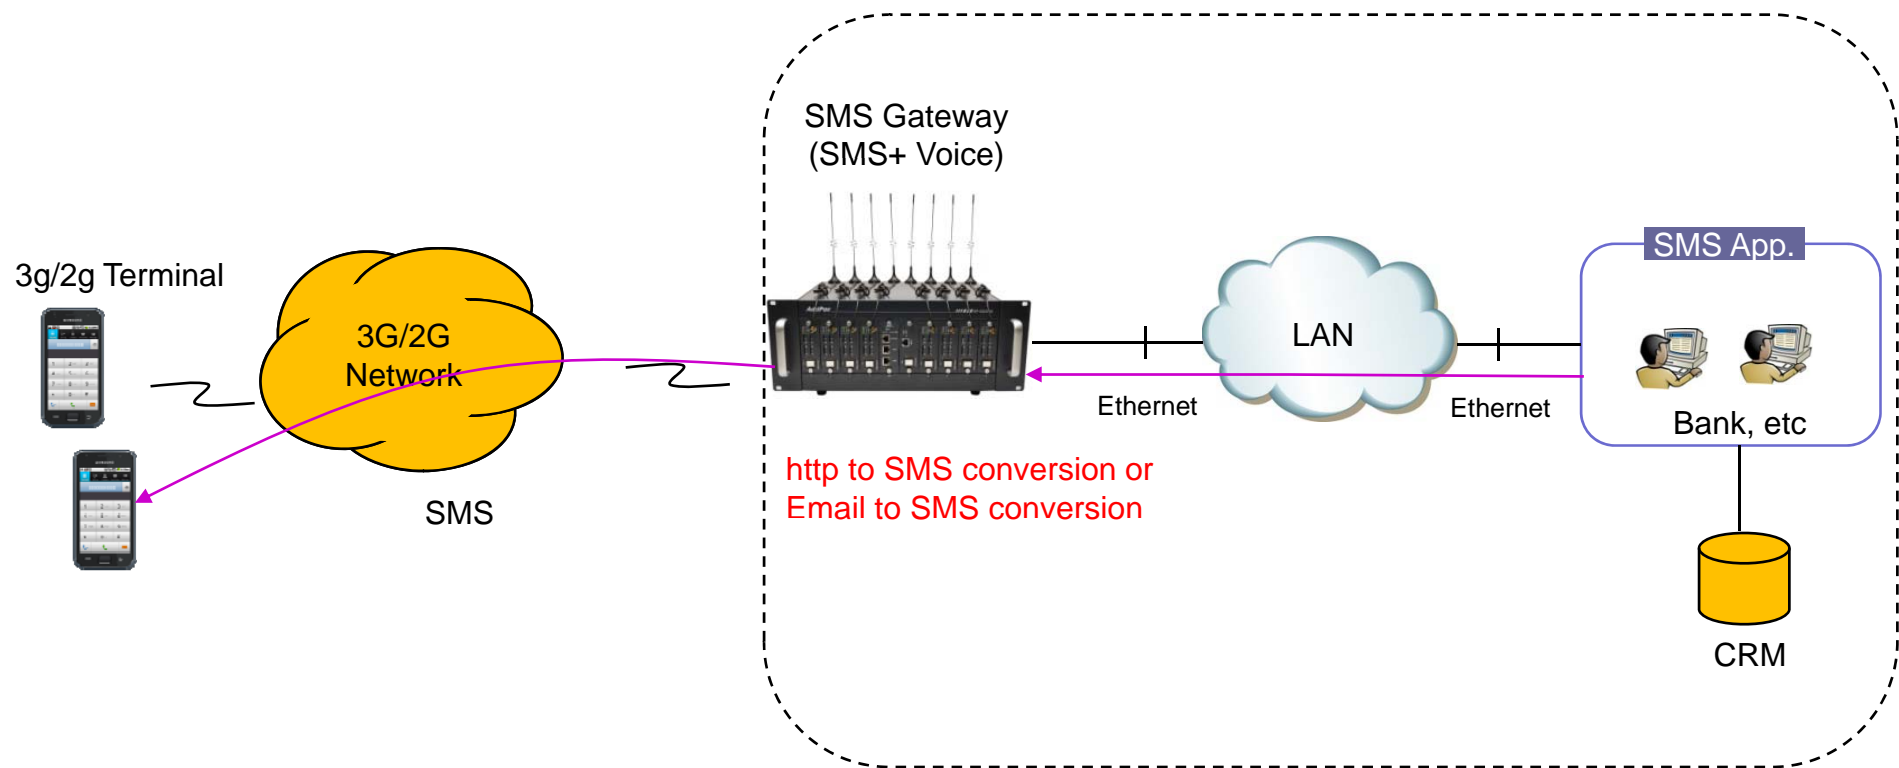 SMS Gateway
(SMS+ Voice)
3g/2g Terminal
3G/2G
Network
SMS
AddPac
LAN
Ethernet
Ethernet
SMS App.
Bank, etc
http to SMS conversion or
Email to SMS conversion
CRM